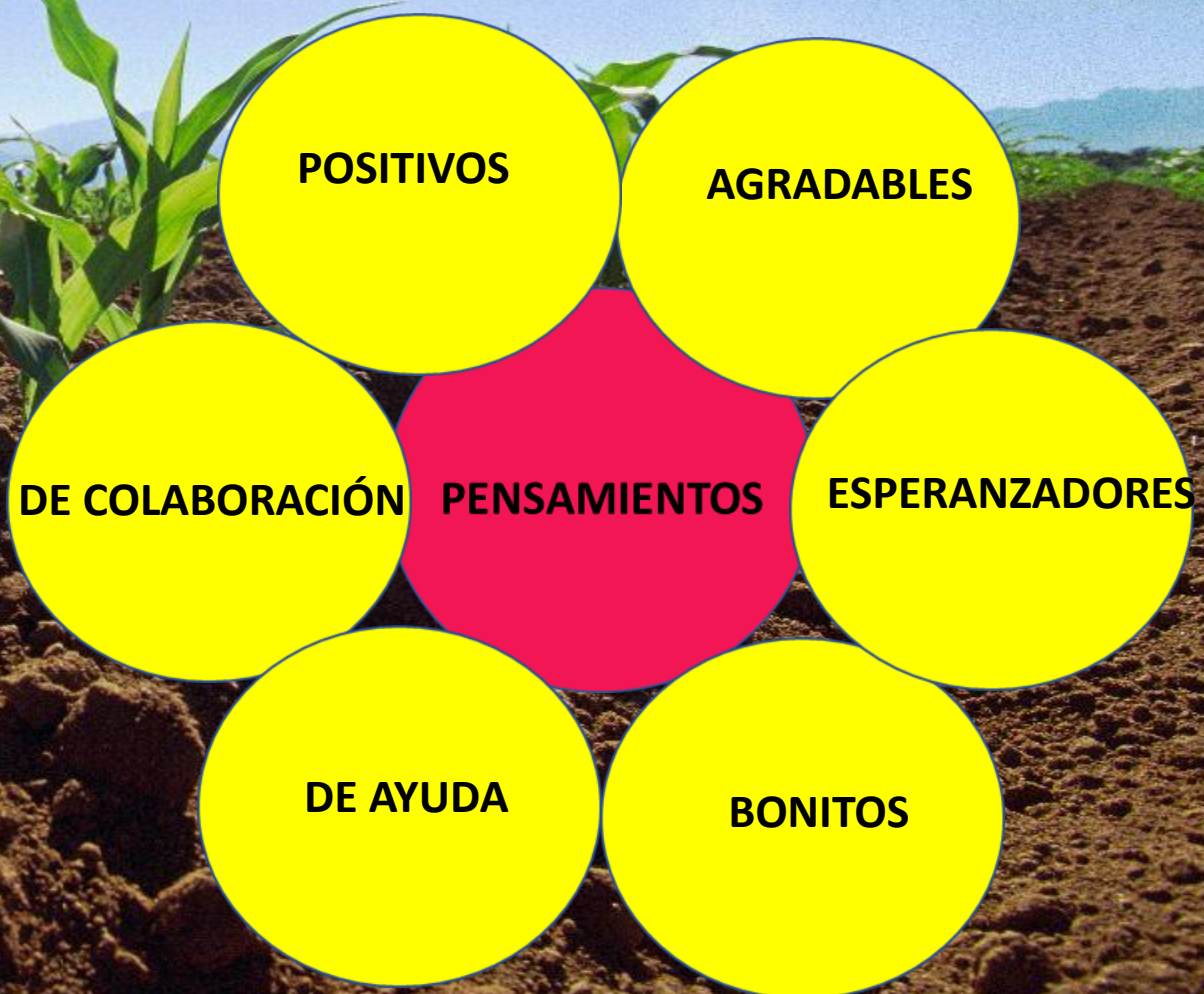 POSITIVOS
AGRADABLES
DE COLABORACIÓN
PENSAMIENTOS
ESPERANZADORES
DE AYUDA
BONITOS